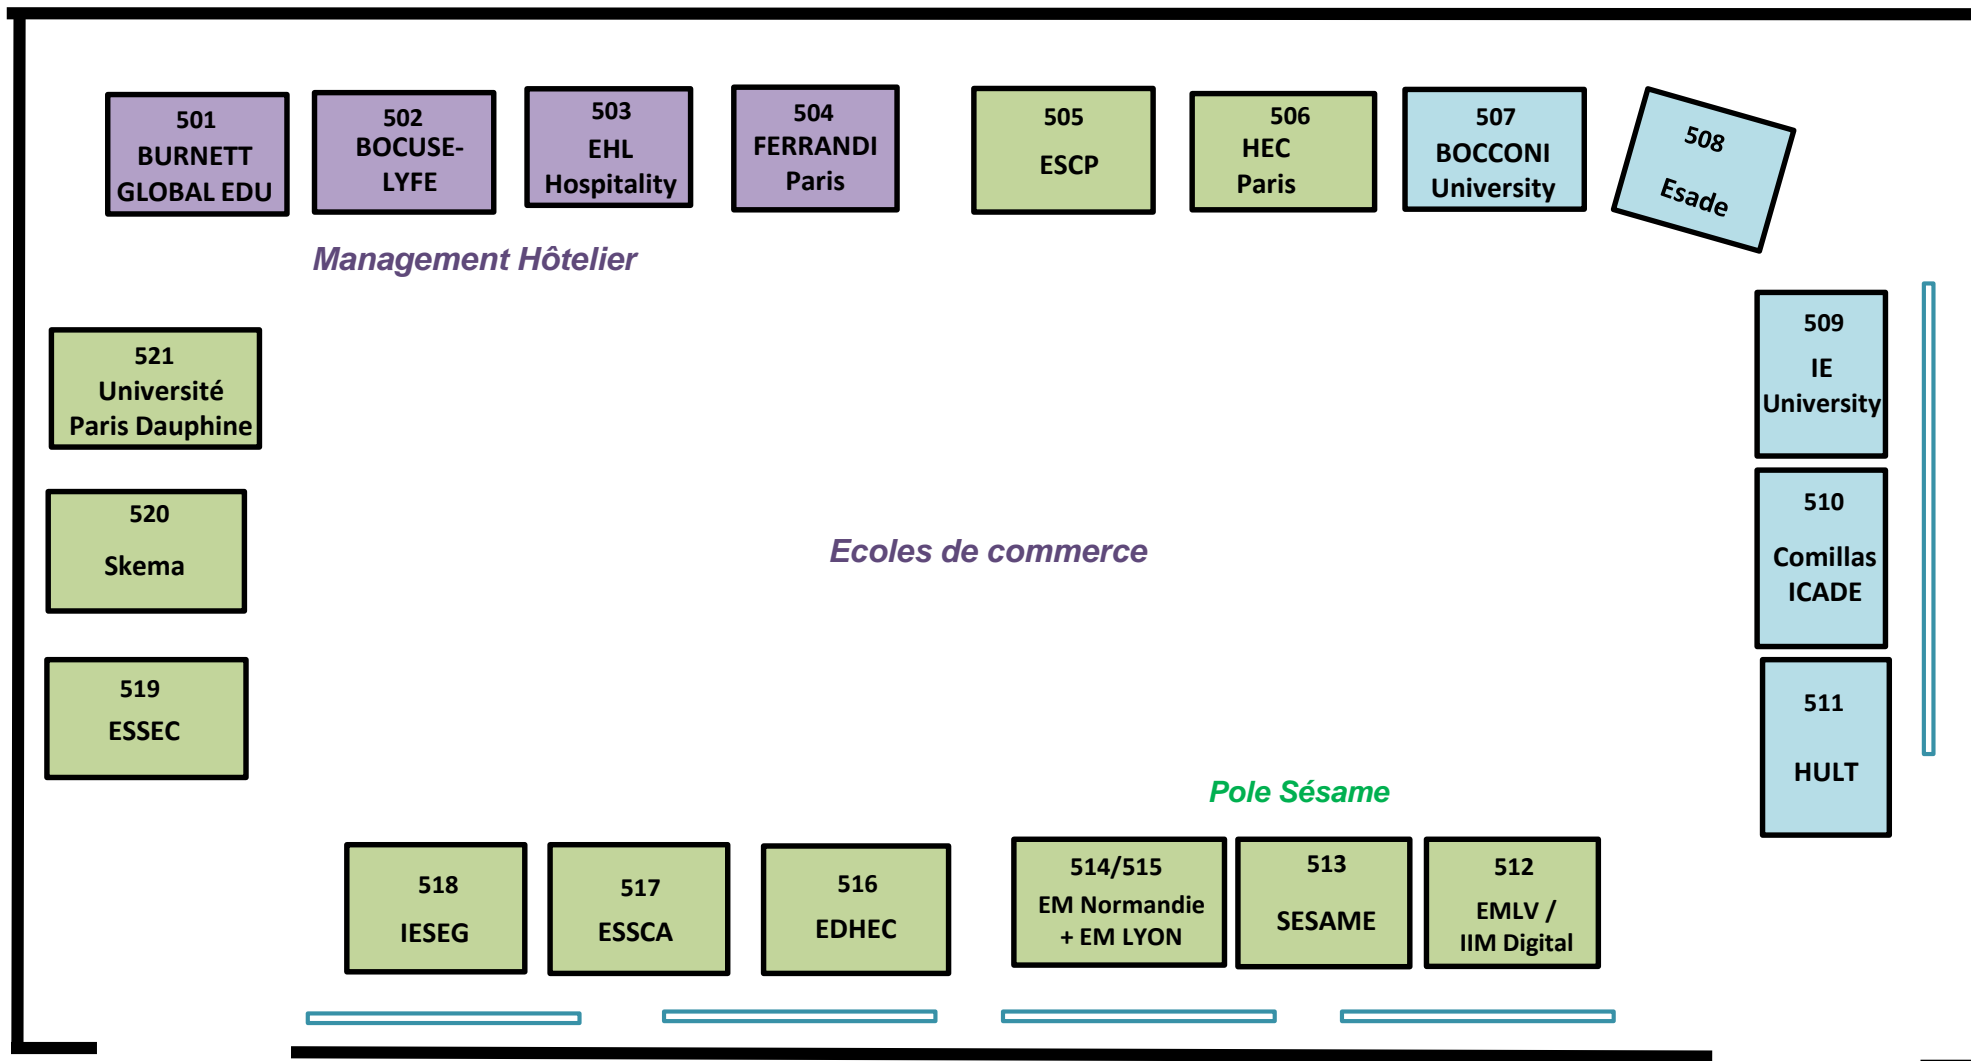 501
BURNETT
GLOBAL EDU
502
BOCUSE-
LYFE
503
EHL
Hospitality
504
FERRANDI
Paris
505
ESCP
506
HEC
Paris
507
BOCCONI
University
508
Esade
Management Hôtelier
509
IE
University
521
Université
Paris Dauphine
510
Comillas
ICADE
520
Skema
Ecoles de commerce
511
HULT
519
ESSEC
Pole Sésame
518
IESEG
517
ESSCA
516
EDHEC
514/515
EM Normandie
+ EM LYON
513
SESAME
512
EMLV /
IIM Digital